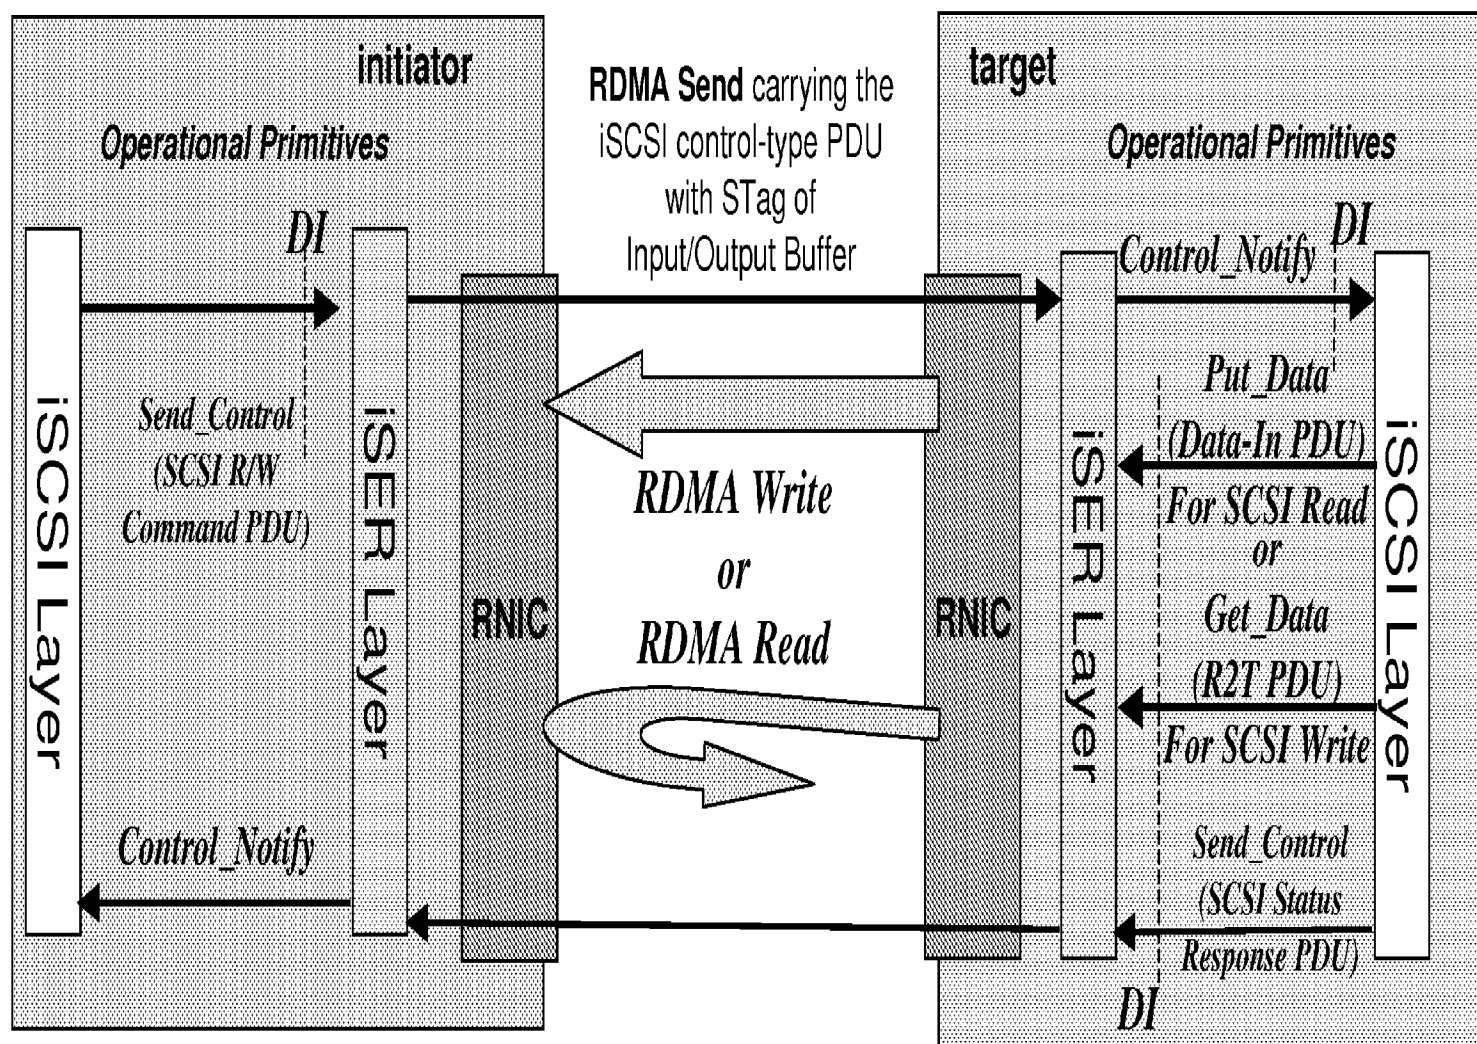 initiator
Operational Primitives
DI
iSCSI Layer
Send_Control
(SCSI R/W
Command PDU)
iSER Layer
Control_Notify
RNIC
RDMA Send carrying the
iSCSI control-type PDU
with STag of
Input/Output Buffer
RDMA Write
or
RDMA Read
target
Operational Primitives
RNIC
iSER Layer
Control_Notify
DI
Put_Data
(Data-In PDU)
For SCSI Read
or
Get_Data
(R2T PDU)
For SCSI Write
Send_Control
(SCSI Status
Response PDU)
DI
iSCSI Layer